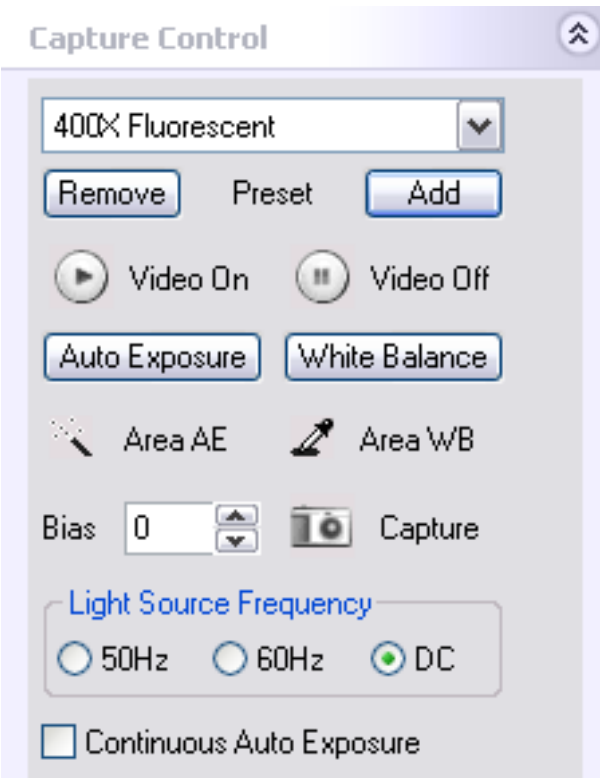 Capture Control
400X Fluorescent
Remove Preset Add
Video On Video Off
Auto Exposure White Balance
Area AE Area WB
Bias 0 Capture
Light Source Frequency
50Hz 60Hz DC
Continuous Auto Exposure